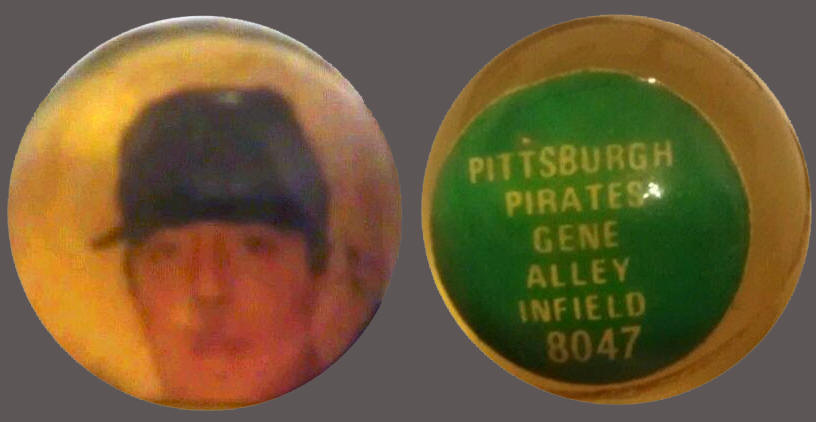 PITTSBURGH
PIRATES
GENE
ALLEY
INFIELD
8047